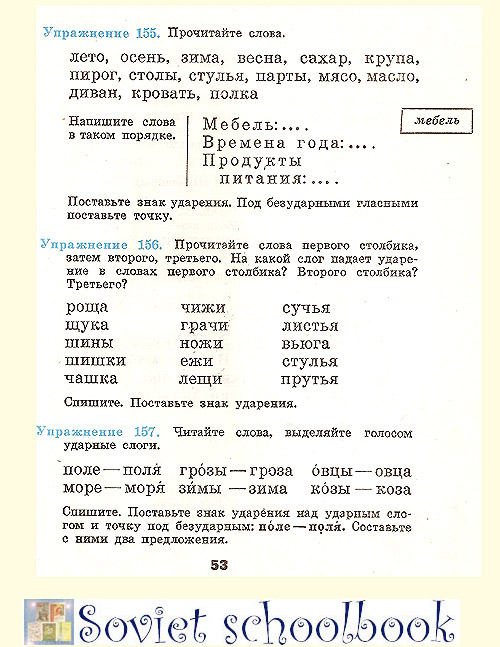 Упражнение 155. Прочитайте слова.
лето, осень, зима, весна, сахар, крупа,
пирог, столы, стулья, парты, мясо, масло,
диван, кровать, полка
Напишите слова
в таком порядке.
Мебель:....
Времена года:....
Продукты
питания:....
мебель
Поставьте знак ударения. Под безударными гласными
поставьте точку.
Упражнение 156. Прочитайте слова первого столбика,
затем второго, третьего. На́ какой слог падает ударе-
ние в словах первого столбика? Второго столбика?
Третьего?
роща чижи сучья
щука грачи листья
шины ножи вьюга
шишки ежи стулья
чашка лещи прутья
Спишите. Поставьте знак ударения.
Упражнение 157. Читайте слова, выделяйте голосом
ударные слоги.
поле — поля́ гро́зы — гроза о́вцы — овца
море — моря́ зи́мы — зима ко́зы — коза
Спишите. Поставьте знак ударе́ния над ударным сло-
гом и точку под безударным: по́ле — пọля́. Составьте
с ними два предложения.
53
Soviet schoolbook